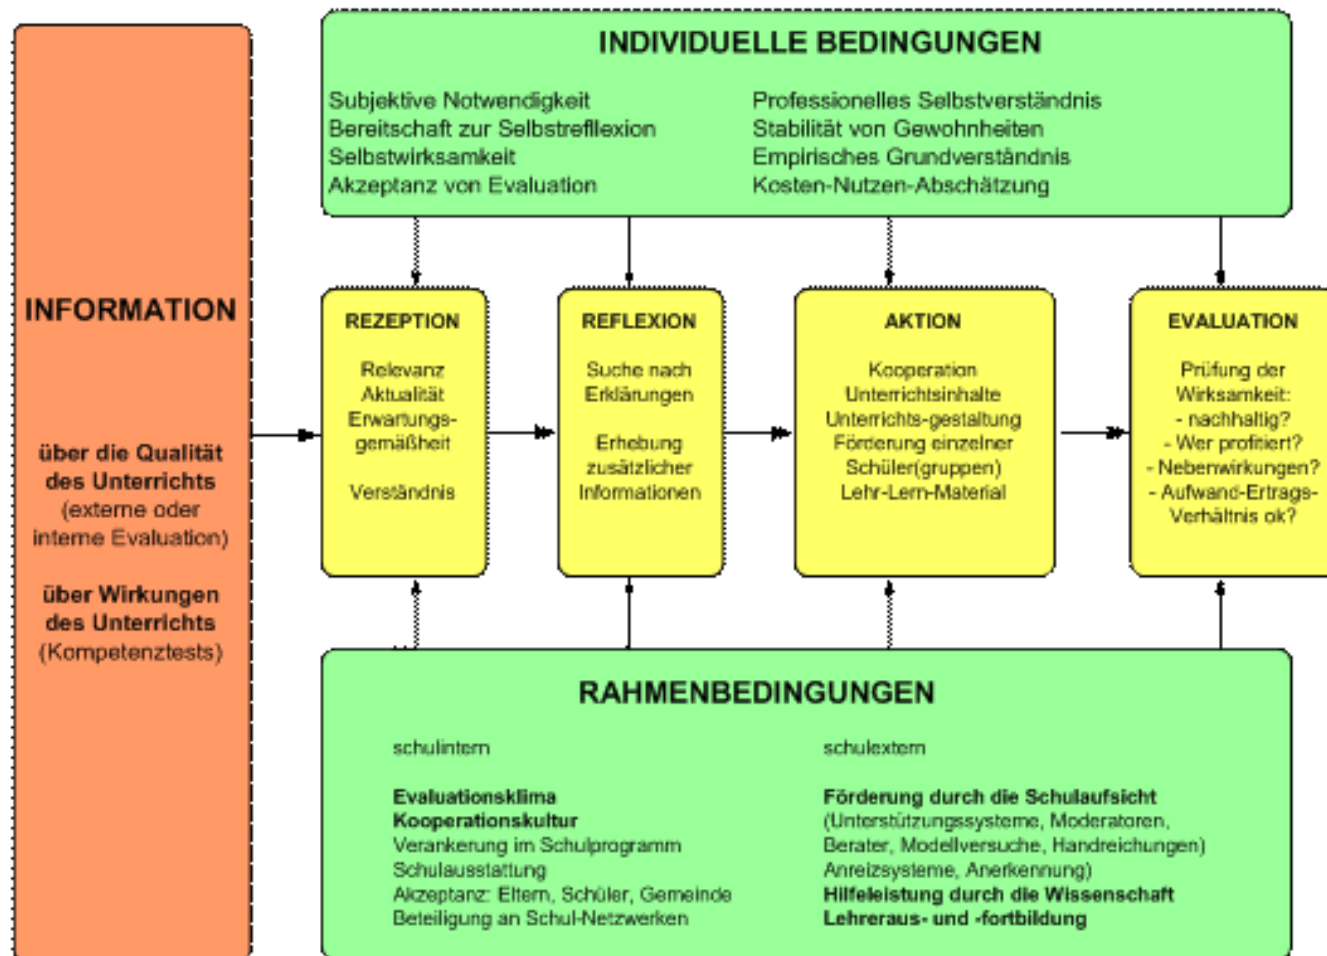 INFORMATION
über die Qualität
des Unterrichts
(externe oder
interne Evaluation)
über Wirkungen
des Unterrichts
(Kompetenztests)
INDIVIDUELLE BEDINGUNGEN
Subjektive Notwendigkeit
Bereitschaft zur Selbstrefllexion
Selbstwirksamkeit
Akzeptanz von Evaluation
Professionelles Selbstverständnis
Stabilität von Gewohnheiten
Empirisches Grundverständnis
Kosten-Nutzen-Abschätzung
REZEPTION
Relevanz
Aktualität
Erwartungs-
gemäßheit
Verständnis
REFLEXION
Suche nach
Erklärungen
Erhebung
zusätzlicher
Informationen
AKTION
Kooperation
Unterrichtsinhalte
Unterrichts-gestaltung
Förderung einzelner
Schüler(gruppen)
Lehr-Lern-Material
EVALUATION
Prüfung der
Wirksamkeit:
- nachhaltig?
- Wer profitiert?
- Nebenwirkungen?
- Aufwand-Ertrags-
Verhältnis ok?
RAHMENBEDINGUNGEN
schulintern
Evaluationsklima
Kooperationskultur
Verankerung im Schulprogramm
Schulausstattung
Akzeptanz: Eltern, Schüler, Gemeinde
Beteiligung an Schul-Netzwerken
schulextern
Förderung durch die Schulaufsicht
(Unterstützungssysteme, Moderatoren,
Berater, Modellversuche, Handreichungen)
Anreizsysteme, Anerkennung)
Hilfeleistung durch die Wissenschaft
Lehreraus- und -fortbildung